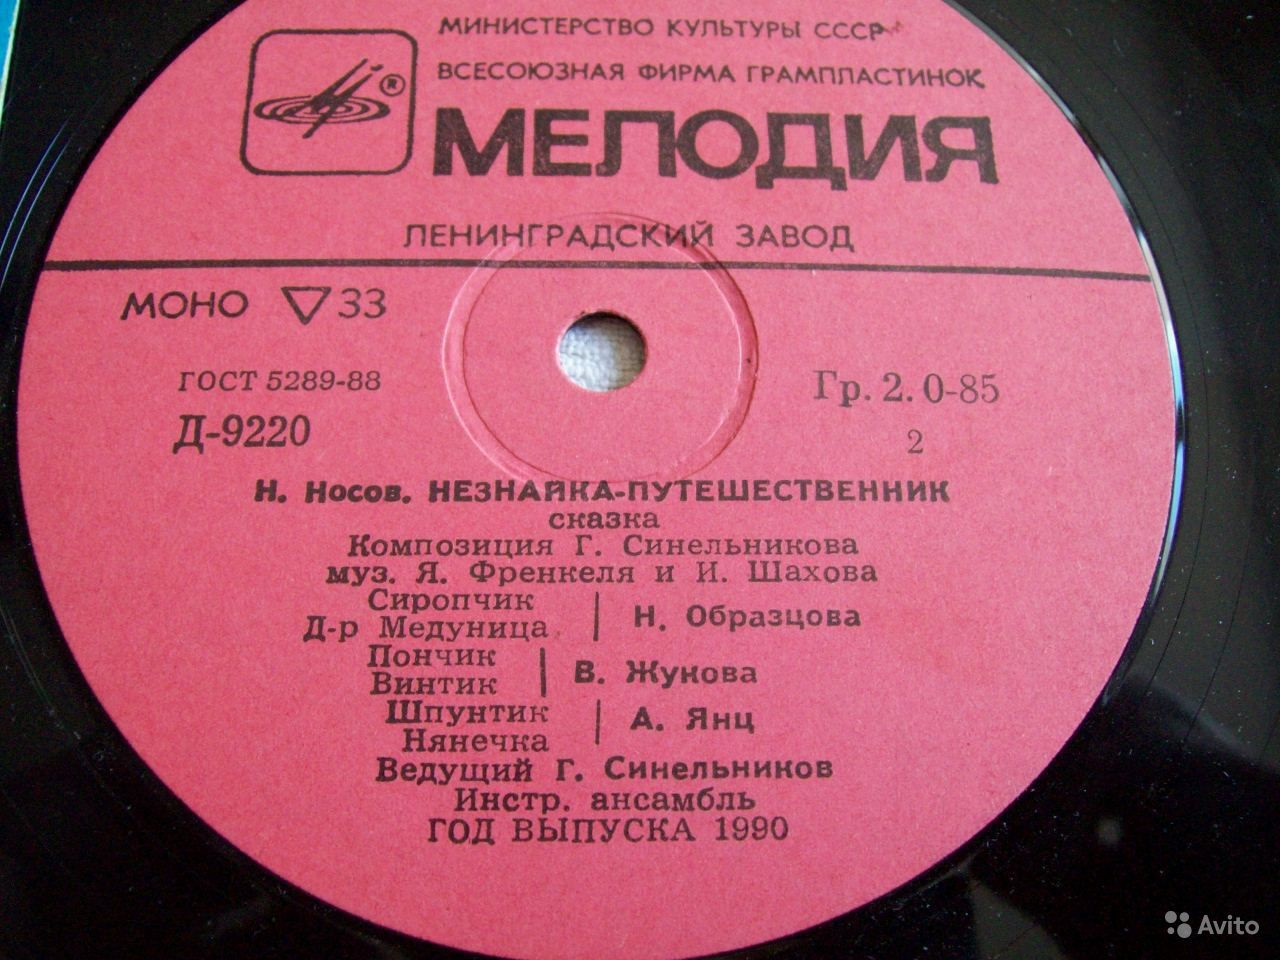 МИНИСТЕРСТВО КУЛЬТУРЫ СССР
ВСЕСОЮЗНАЯ ФИРМА ГРАМПЛАСТИНОК
®
МЕЛОДИЯ
ЛЕНИНГРАДСКИЙ ЗАВОД
МОНО ▽ 33
ГОСТ 5289-88
Гр. 2. 0-85
Д-9220
2
Н. Носов. НЕЗНАЙКА-ПУТЕШЕСТВЕННИК
сказка
Композиция Г. Синельникова
муз. Я. Френкеля и И. Шахова
Сиропчик
Д-р Медуница
Н. Образцова
Пончик
Винтик
В. Жукова
Шпунтик
Нянечка
А. Янц
Ведущий Г. Синельников
Инстр. ансамбль
ГОД ВЫПУСКА 1990
Avito